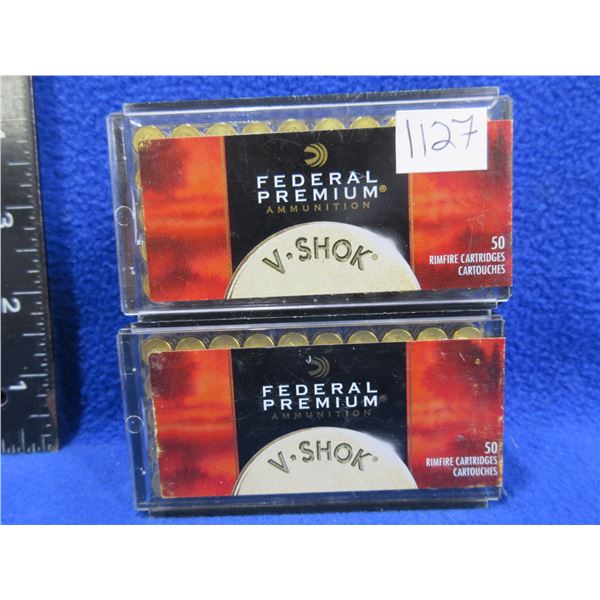 1127
FEDERAL
PREMIUM®
AMMUNITION
V·SHOK®
50
RIMFIRE CARTRIDGES
CARTOUCHES
FEDERAL
PREMIUM®
AMMUNITION
V·SHOK®
50
RIMFIRE CARTRIDGES
CARTOUCHES
3
2
1